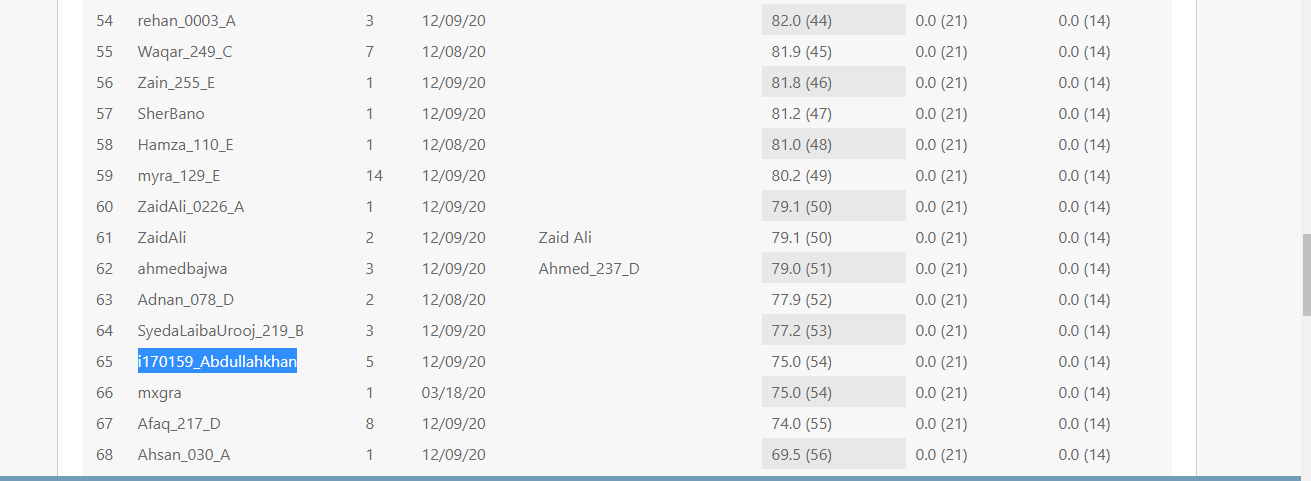 54 rehan_0003_A 3 12/09/20 82.0 (44) 0.0 (21) 0.0 (14)
55 Waqar_249_C 7 12/08/20 81.9 (45) 0.0 (21) 0.0 (14)
56 Zain_255_E 1 12/09/20 81.8 (46) 0.0 (21) 0.0 (14)
57 SherBano 1 12/09/20 81.2 (47) 0.0 (21) 0.0 (14)
58 Hamza_110_E 1 12/08/20 81.0 (48) 0.0 (21) 0.0 (14)
59 myra_129_E 14 12/09/20 80.2 (49) 0.0 (21) 0.0 (14)
60 ZaidAli_0226_A 1 12/09/20 79.1 (50) 0.0 (21) 0.0 (14)
61 ZaidAli 2 12/09/20 Zaid Ali 79.1 (50) 0.0 (21) 0.0 (14)
62 ahmedbajwa 3 12/09/20 Ahmed_237_D 79.0 (51) 0.0 (21) 0.0 (14)
63 Adnan_078_D 2 12/08/20 77.9 (52) 0.0 (21) 0.0 (14)
64 SyedaLaibaUrooj_219_B 3 12/09/20 77.2 (53) 0.0 (21) 0.0 (14)
65 i170159_Abdullahkhan 5 12/09/20 75.0 (54) 0.0 (21) 0.0 (14)
66 mxgra 1 03/18/20 75.0 (54) 0.0 (21) 0.0 (14)
67 Afaq_217_D 8 12/09/20 74.0 (55) 0.0 (21) 0.0 (14)
68 Ahsan_030_A 1 12/09/20 69.5 (56) 0.0 (21) 0.0 (14)